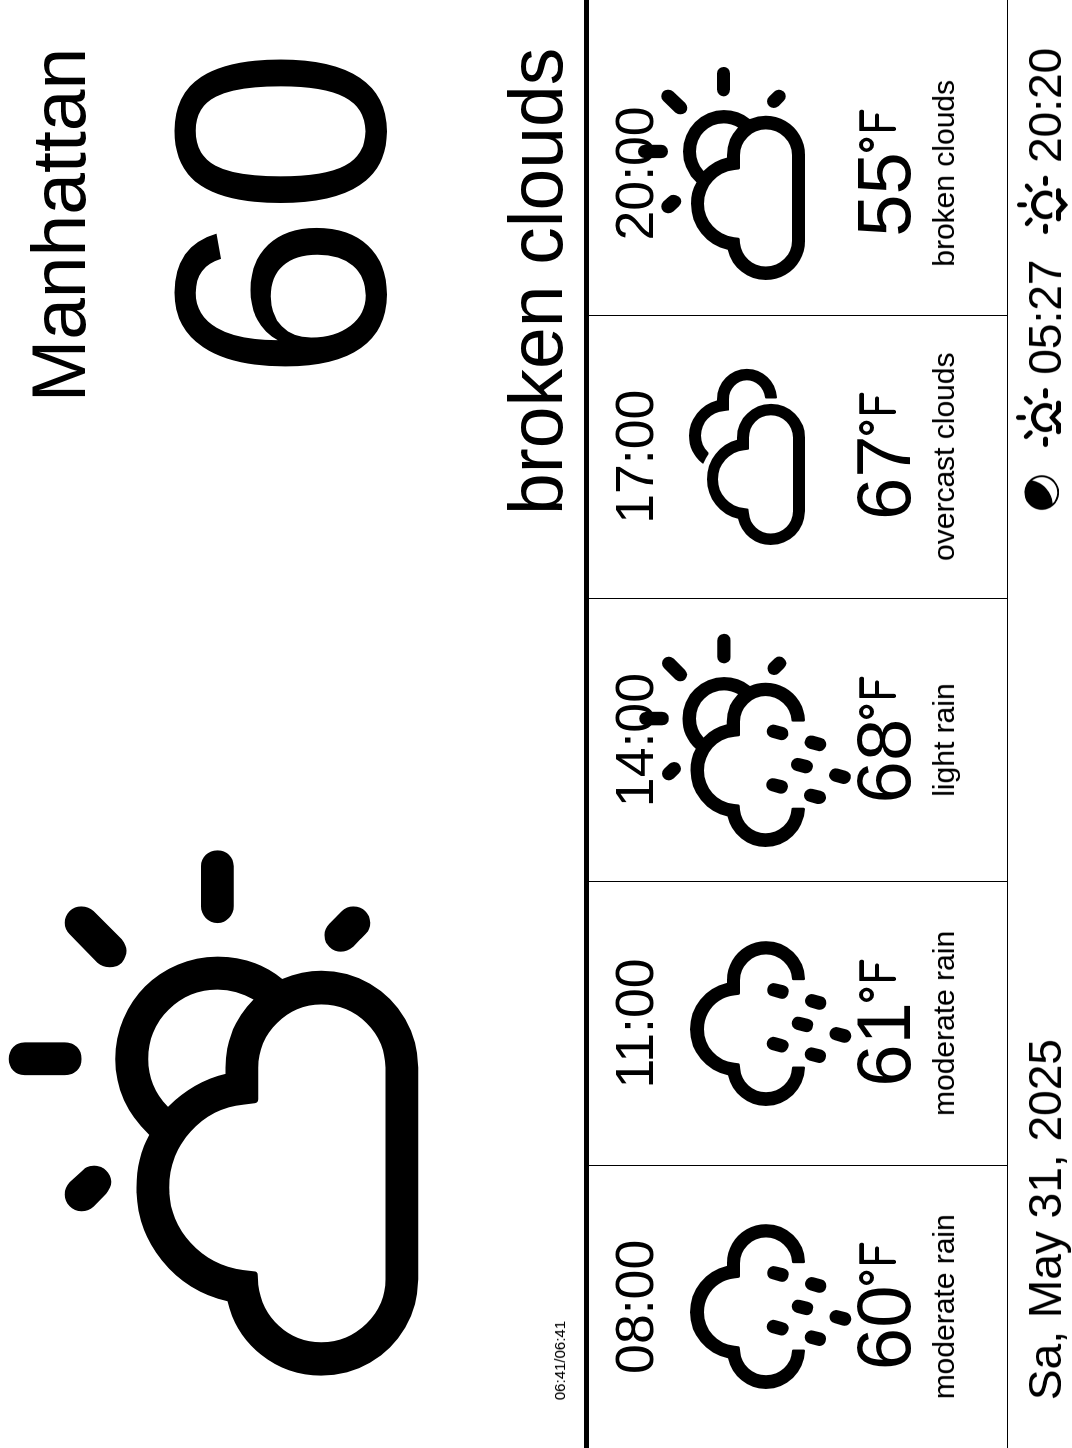 Manhattan
60
broken clouds
06:41/06:41
08:00
60°F
moderate rain
11:00
61°F
moderate rain
14:00
68°F
light rain
17:00
67°F
overcast clouds
20:00
55°F
broken clouds
Sa, May 31, 2025
05:27
20:20